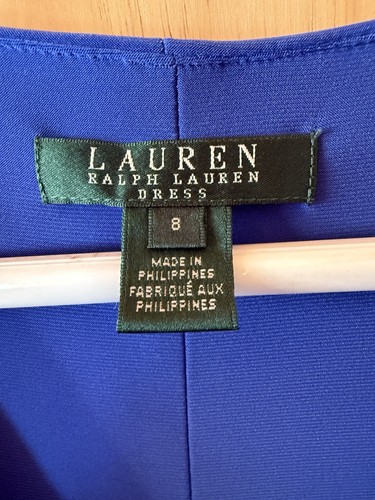 LAUREN
RALPH LAUREN
DRESS
8
MADE IN
PHILIPPINES
FABRIQUÉ AUX
PHILIPPINES